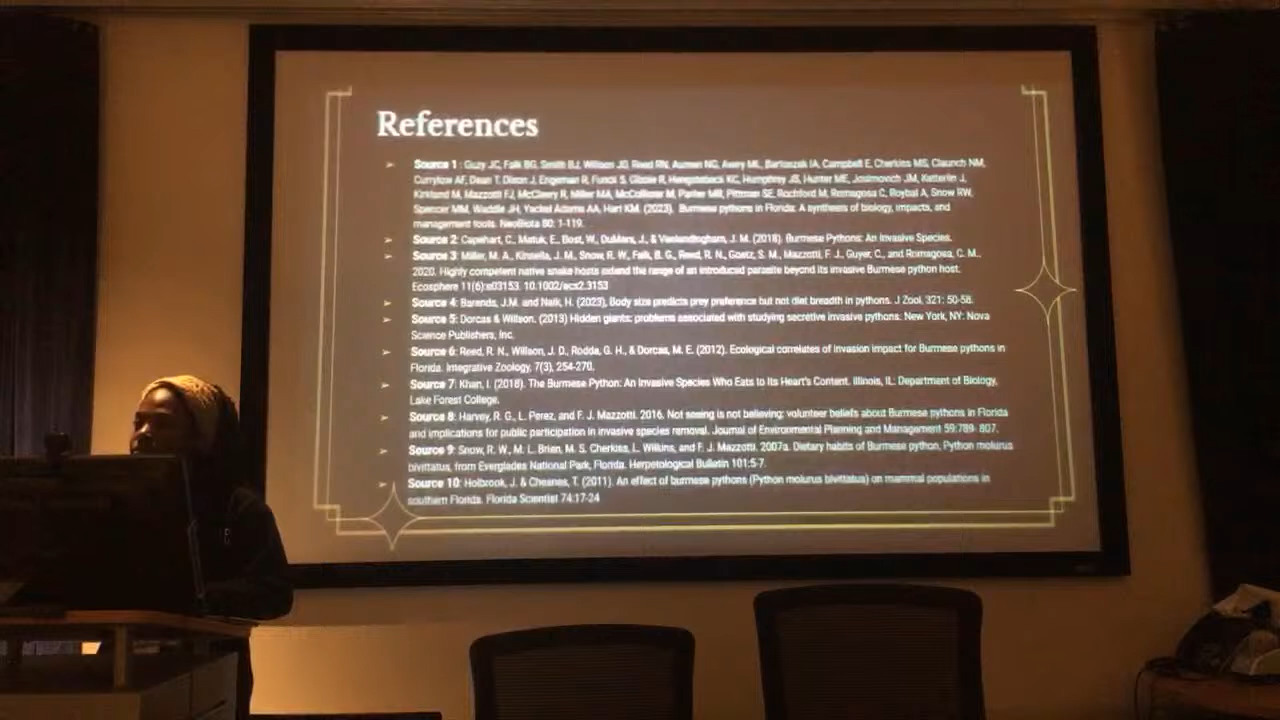 References
➢ Source 1 : Guzy JC, Falk BG, Smith BJ, Willson JD, Reed RN, Aumen NG, Avery ML, Bartoszek IA, Campbell E, Cherkiss MS, Claunch NM,
Currylow AF, Dean T, Dixon J, Engeman R, Funck S, Gibble R, Hengstebeck KC, Humphrey JS, Hunter ME, Josimovich JM, Ketterlin J,
Kirkland M, Mazzotti FJ, McCleery R, Miller MA, McCollister M, Parker MR, Pittman SE, Rochford M, Romagosa C, Roybal A, Snow RW,
Spencer MM, Waddle JH, Yackel Adams AA, Hart KM. (2023). Burmese pythons in Florida: A synthesis of biology, impacts, and
management tools. NeoBiota 80: 1-119.
➢ Source 2: Capehart, C., Matuk, E., Bost, W., DuMars, J., & Vanlandingham, J. M. (2018). Burmese Pythons: An Invasive Species.
➢ Source 3: Miller, M. A., Kinsella, J. M., Snow, R. W., Falk, B. G., Reed, R. N., Goetz, S. M., Mazzotti, F. J., Guyer, C., and Romagosa, C. M..
2020. Highly competent native snake hosts extend the range of an introduced parasite beyond its invasive Burmese python host.
Ecosphere 11(6):e03153. 10.1002/ecs2.3153
➢ Source 4: Barends, J.M. and Naik, H. (2023), Body size predicts prey preference but not diet breadth in pythons. J Zool, 321: 50-58.
➢ Source 5: Dorcas & Willson. (2013) Hidden giants: problems associated with studying secretive invasive pythons. New York, NY: Nova
Science Publishers, Inc.
➢ Source 6: Reed, R. N., Willson, J. D., Rodda, G. H., & Dorcas, M. E. (2012). Ecological correlates of invasion impact for Burmese pythons in
Florida. Integrative Zoology, 7(3), 254-270.
➢ Source 7: Khan, I. (2018). The Burmese Python: An Invasive Species Who Eats to Its Heart's Content. Illinois, IL: Department of Biology,
Lake Forest College.
➢ Source 8: Harvey, R. G., L. Perez, and F. J. Mazzotti. 2016. Not seeing is not believing: volunteer beliefs about Burmese pythons in Florida
and implications for public participation in invasive species removal. Journal of Environmental Planning and Management 59:789- 807.
➢ Source 9: Snow, R. W., M. L. Brien, M. S. Cherkiss, L. Wilkins, and F. J. Mazzotti. 2007a. Dietary habits of Burmese python, Python molurus
bivittatus, from Everglades National Park, Florida. Herpetological Bulletin 101:5-7.
➢ Source 10: Holbrook, J. & Chesnes, T. (2011). An effect of burmese pythons (Python molurus bivittatus) on mammal populations in
southern Florida. Florida Scientist 74:17-24